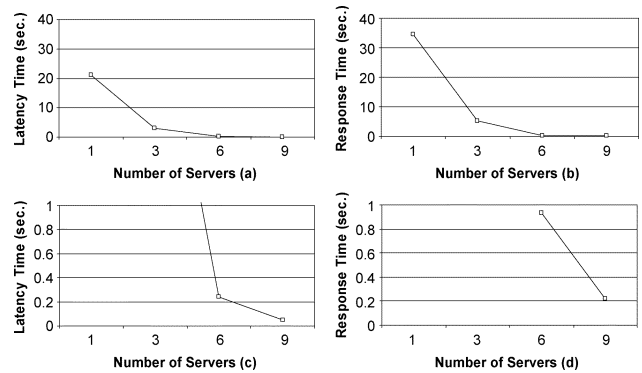 Latency Time (sec.)
40
30
20
10
0
1 3 6 9
Number of Servers (a)
Response Time (sec.)
40
30
20
10
0
1 3 6 9
Number of Servers (b)
Latency Time (sec.)
1
0.8
0.6
0.4
0.2
0
1 3 6 9
Number of Servers (c)
Response Time (sec.)
1
0.8
0.6
0.4
0.2
0
1 3 6 9
Number of Servers (d)